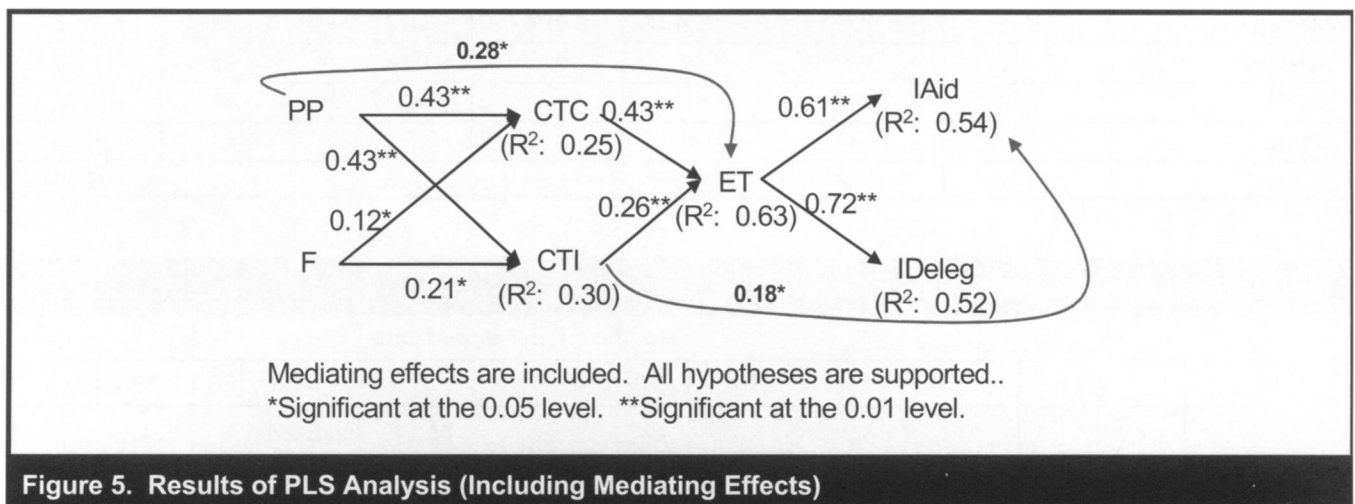 0.28*
PP
0.43**
CTC
0.43**
0.61**
IAid
(R²: 0.54)
(R²: 0.25)
0.43**
ET
(R²: 0.63)
0.12*
0.26**
0.72**
F
0.21*
CTI
(R²: 0.30)
0.18*
IDeleg
(R²: 0.52)
Mediating effects are included. All hypotheses are supported..
*Significant at the 0.05 level. **Significant at the 0.01 level.
Figure 5. Results of PLS Analysis (Including Mediating Effects)